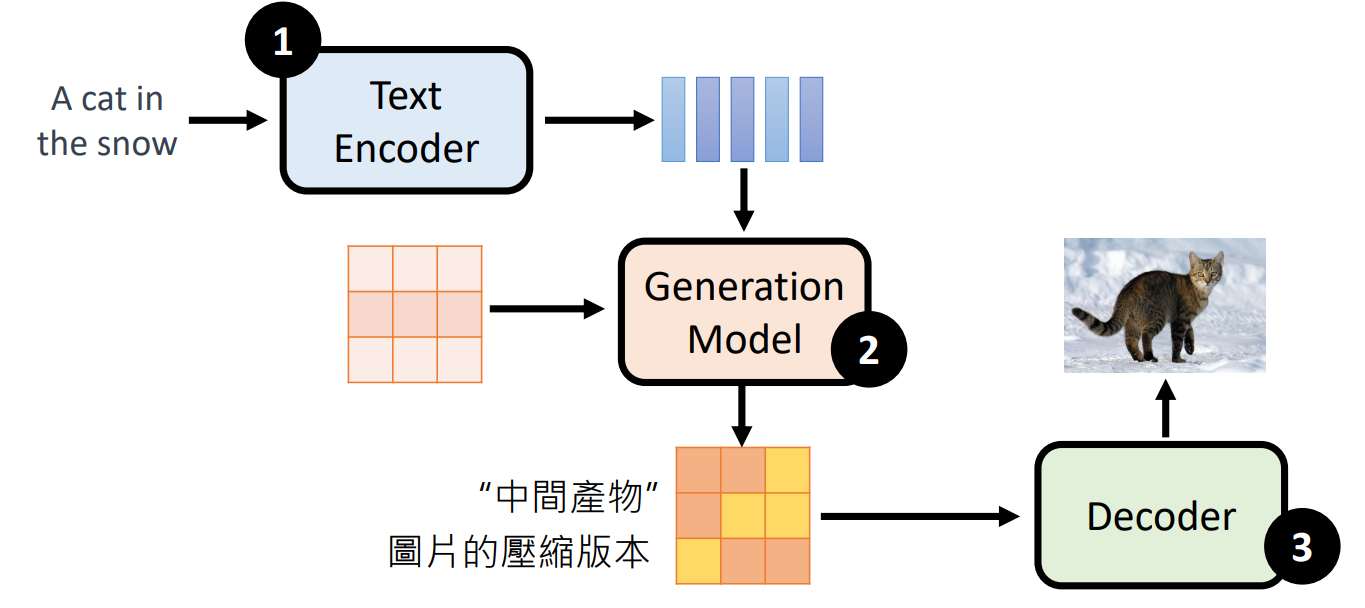 1
A cat in
the snow
Text
Encoder
Generation
Model
2
“中間產物”
圖片的壓縮版本
Decoder
3